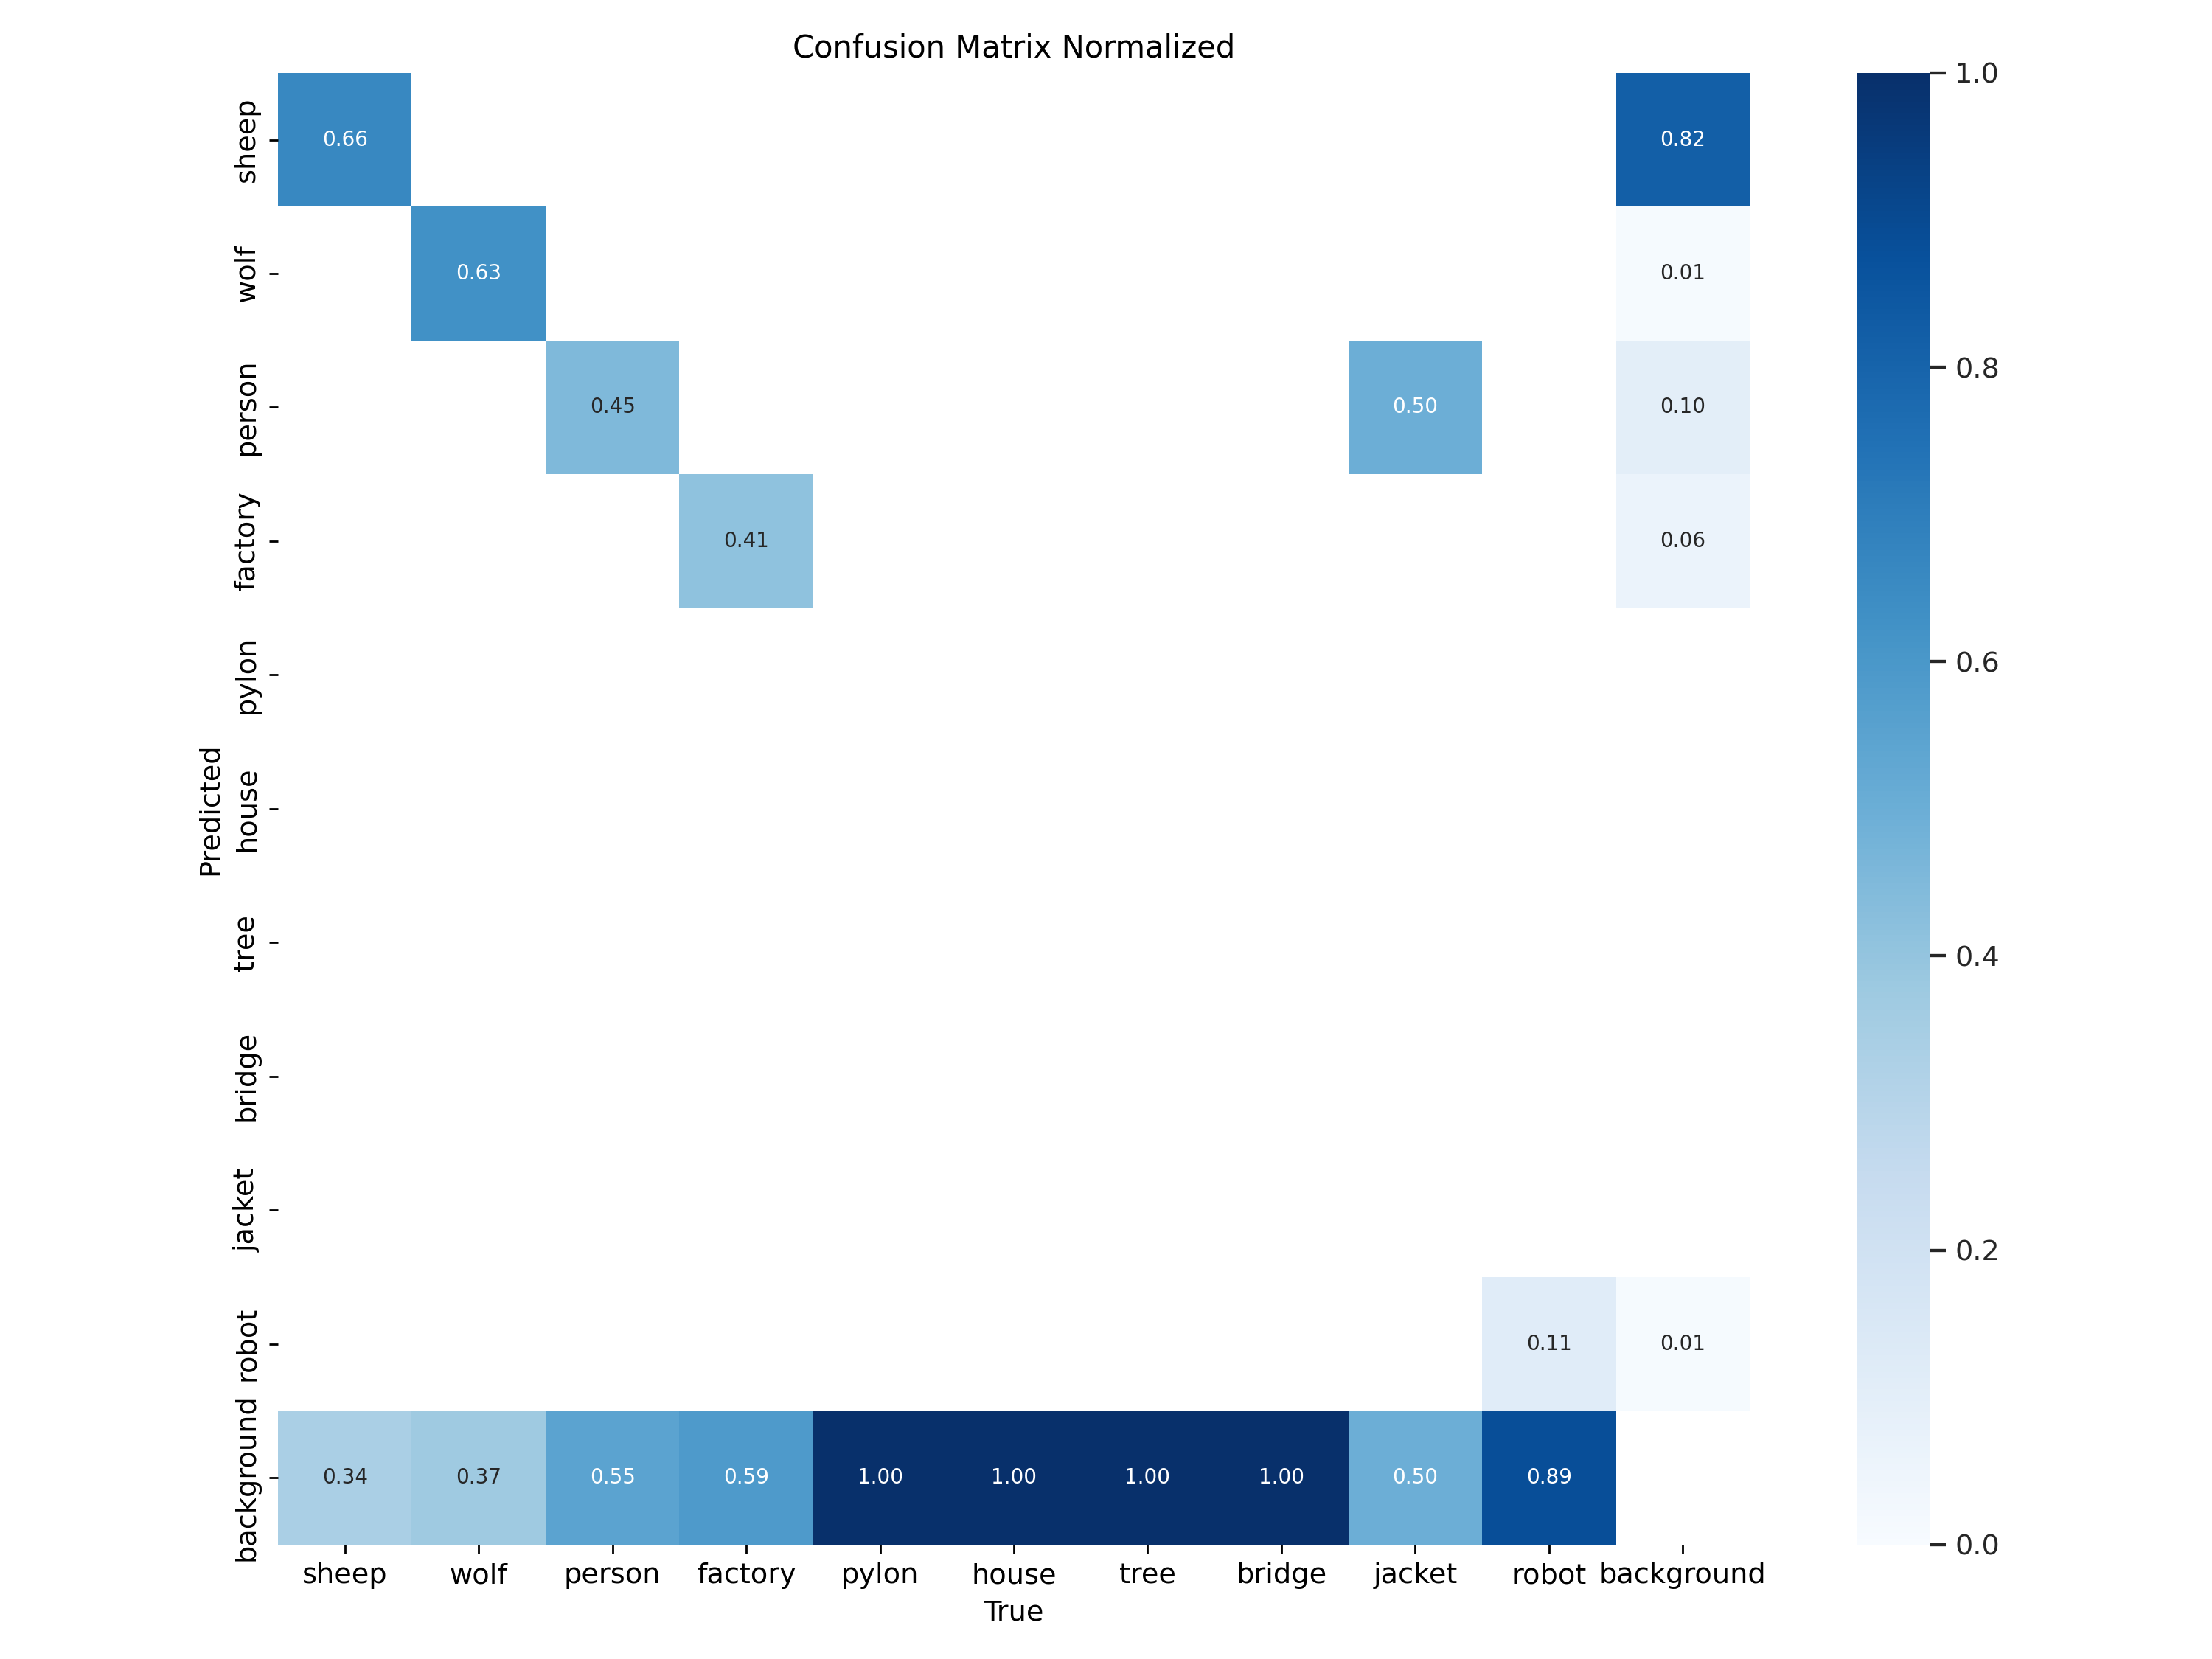 Confusion Matrix Normalized
1.0
sheep 0.66 0.82
wolf 0.63 0.01
person 0.45 0.50 0.10
0.8
factory 0.41 0.06
0.6
pylon
Predicted
house
tree
0.4
bridge
jacket
0.2
robot 0.11 0.01
background 0.34 0.37 0.55 0.59 1.00 1.00 1.00 1.00 0.50 0.89
0.0
sheep wolf person factory pylon house tree bridge jacket robot background
True